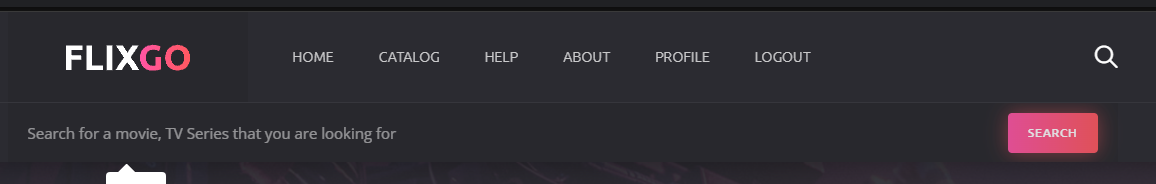 FLIXGO HOME CATALOG HELP ABOUT PROFILE LOGOUT
Search for a movie, TV Series that you are looking for SEARCH